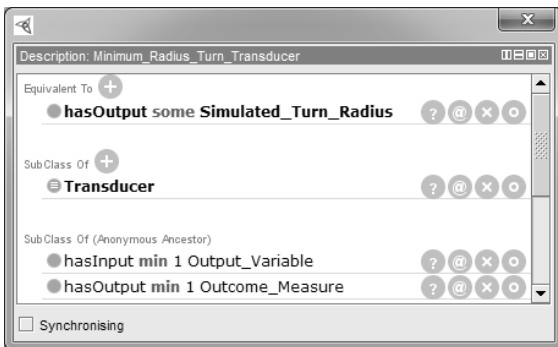 Description: Minimum_Radius_Turn_Transducer
Equivalent To
hasOutput some Simulated_Turn_Radius
? @ x o
SubClass Of
Transducer
? @ x o
SubClass Of (Anonymous Ancestor)
hasInput min 1 Output_Variable
? @ x o
hasOutput min 1 Outcome_Measure
? @ x o
Synchronising